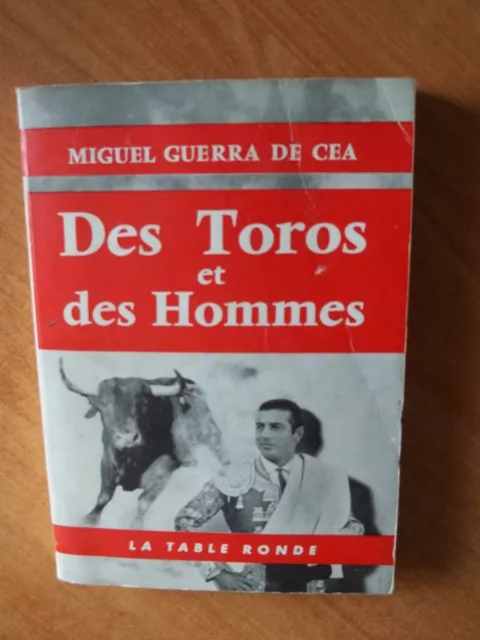 MIGUEL GUERRA DE CEA
Des Toros
et
des Hommes
LA TABLE RONDE